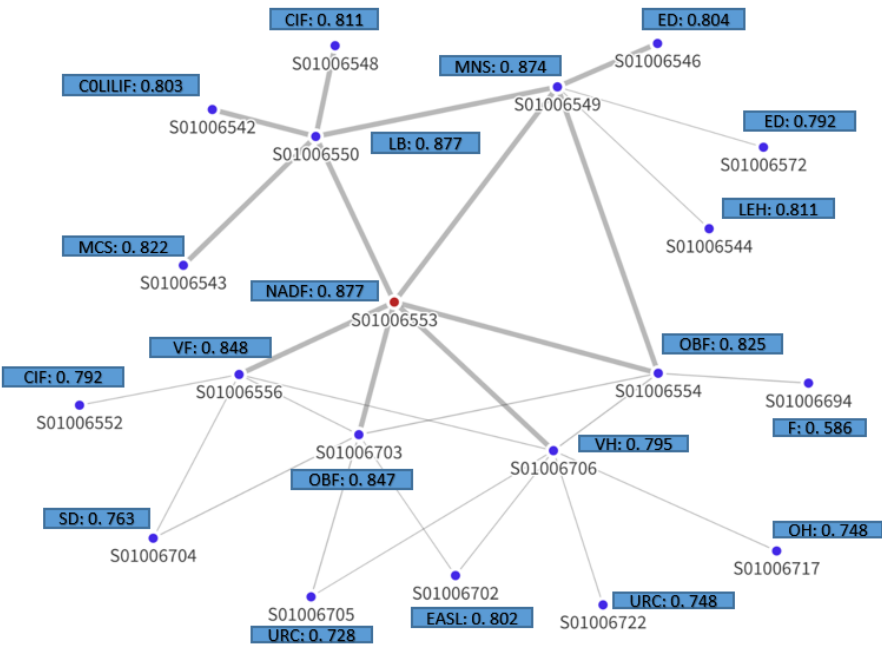 CIF: 0. 811
S01006548
ED: 0.804
S01006546
MNS: 0. 874
S01006549
C0LILIF: 0.803
S01006542
S01006550
LB: 0. 877
ED: 0.792
S01006572
LEH: 0.811
S01006544
MCS: 0. 822
S01006543
NADF: 0. 877
S01006553
VF: 0. 848
S01006556
OBF: 0. 825
S01006554
CIF: 0. 792
S01006552
S01006694
F: 0. 586
S01006703
OBF: 0. 847
VH: 0. 795
S01006706
SD: 0. 763
S01006704
OH: 0. 748
S01006717
S01006705
URC: 0. 728
S01006702
EASL: 0. 802
URC: 0. 748
S01006722